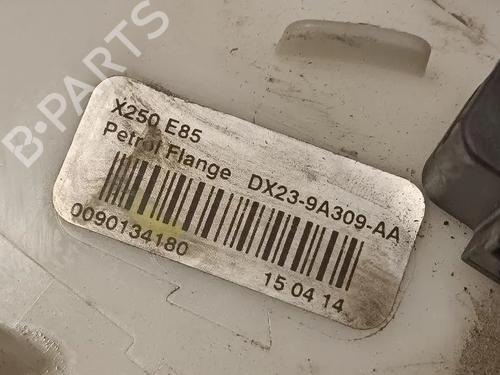 B-PARTS
X250 E85
Petrol Flange DX23-9A309-AA
0090134180 15 04 14